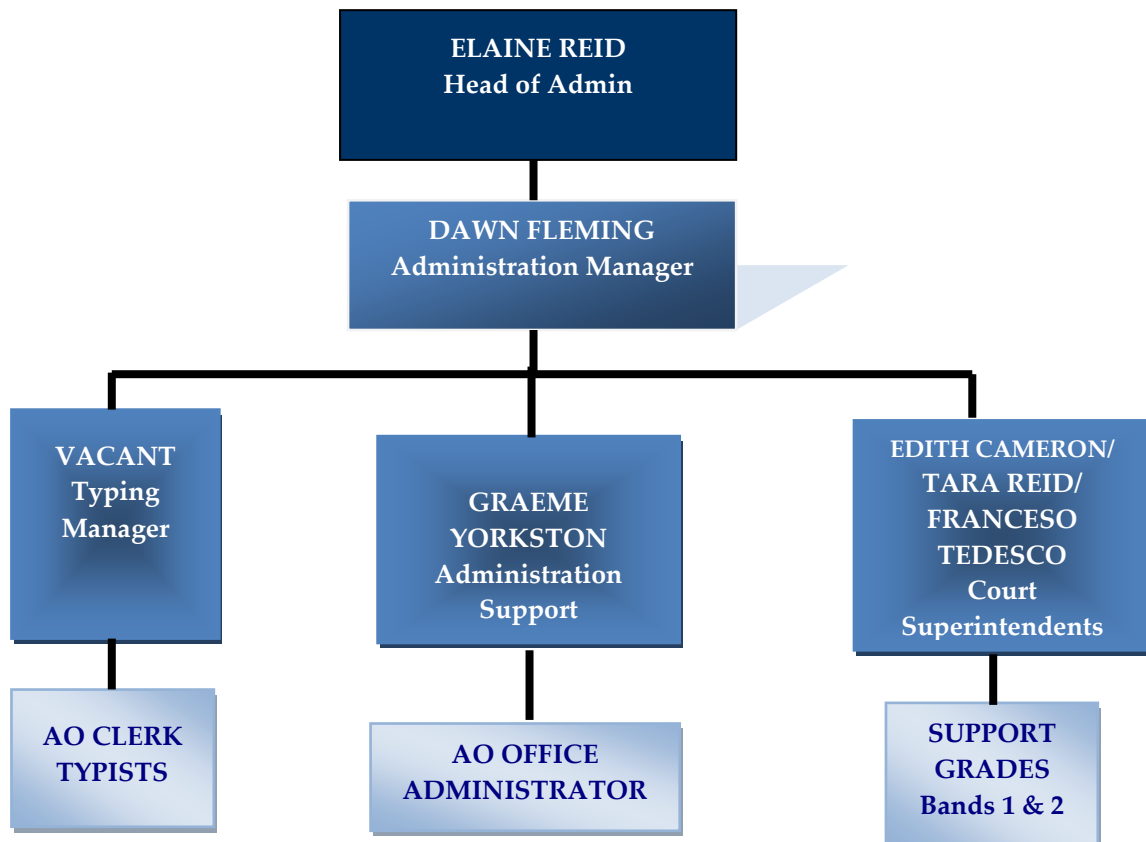 ELAINE REID
Head of Admin
DAWN FLEMING
Administration Manager
VACANT
Typing
Manager
GRAEME
YORKSTON
Administration
Support
EDITH CAMERON/
TARA REID/
FRANCESO
TEDESCO
Court
Superintendents
AO CLERK
TYPISTS
AO OFFICE
ADMINISTRATOR
SUPPORT
GRADES
Bands 1 & 2